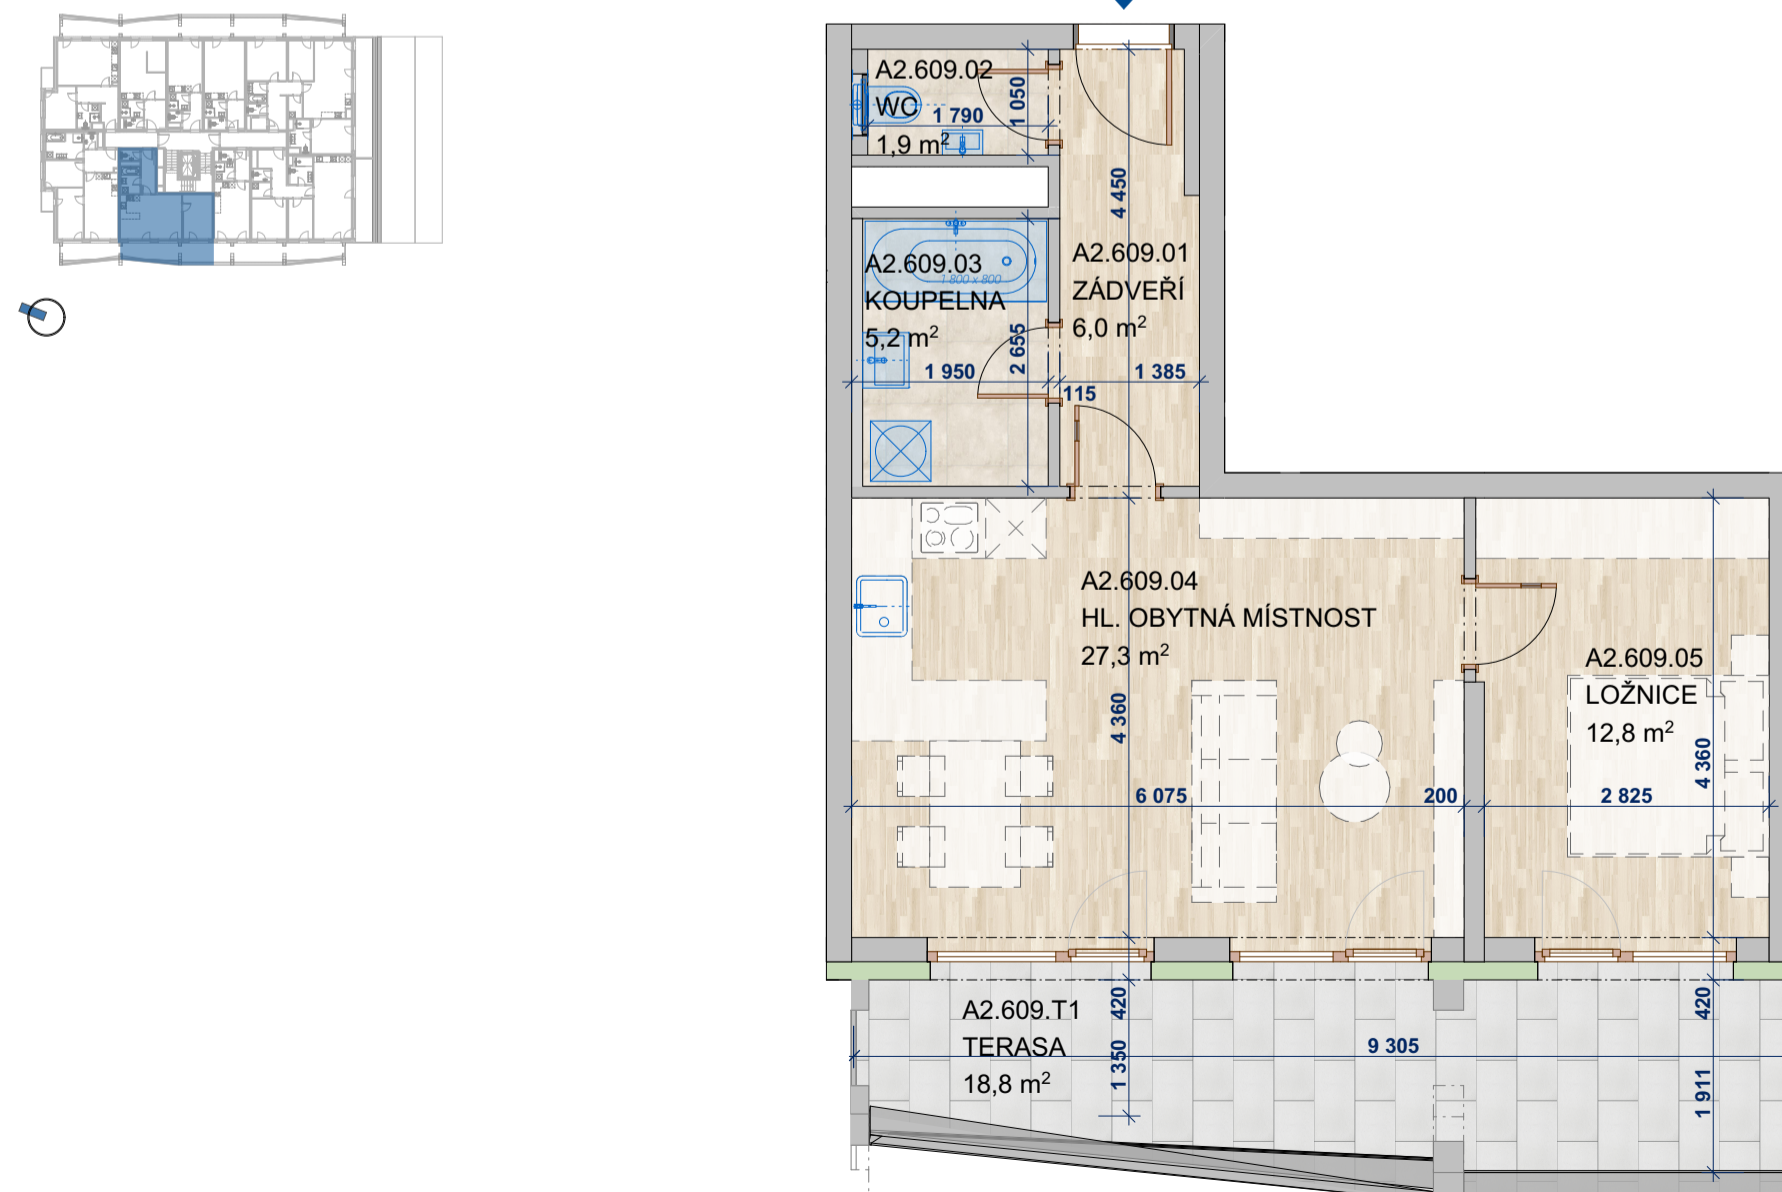 A2.609.02
WC
1,9 m²
1 790
1 050
4 450
A2.609.03
KOUPELNA
5,2 m²
1 800 x 800
1 950
2 655
A2.609.01
ZÁDVEŘÍ
6,0 m²
1 385
115
A2.609.04
HL. OBYTNÁ MÍSTNOST
27,3 m²
4 360
6 075
200
A2.609.05
LOŽNICE
12,8 m²
4 360
2 825
A2.609.T1
TERASA
18,8 m²
420
1 350
9 305
420
1 911